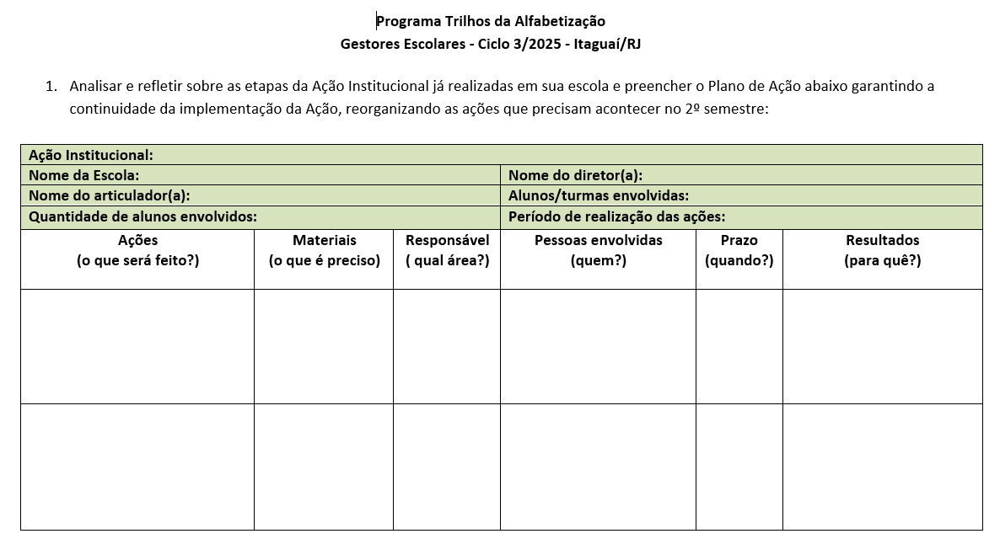 Programa Trilhos da Alfabetização
Gestores Escolares - Ciclo 3/2025 - Itaguaí/RJ
1. Analisar e refletir sobre as etapas da Ação Institucional já realizadas em sua escola e preencher o Plano de Ação abaixo garantindo a
continuidade da implementação da Ação, reorganizando as ações que precisam acontecer no 2º semestre:
Ação Institucional:
Nome da Escola: Nome do diretor(a):
Nome do articulador(a): Alunos/turmas envolvidas:
Quantidade de alunos envolvidos: Período de realização das ações:
Ações Materiais Responsável Pessoas envolvidas Prazo Resultados
(o que será feito?) (o que é preciso) ( qual área?) (quem?) (quando?) (para quê?)